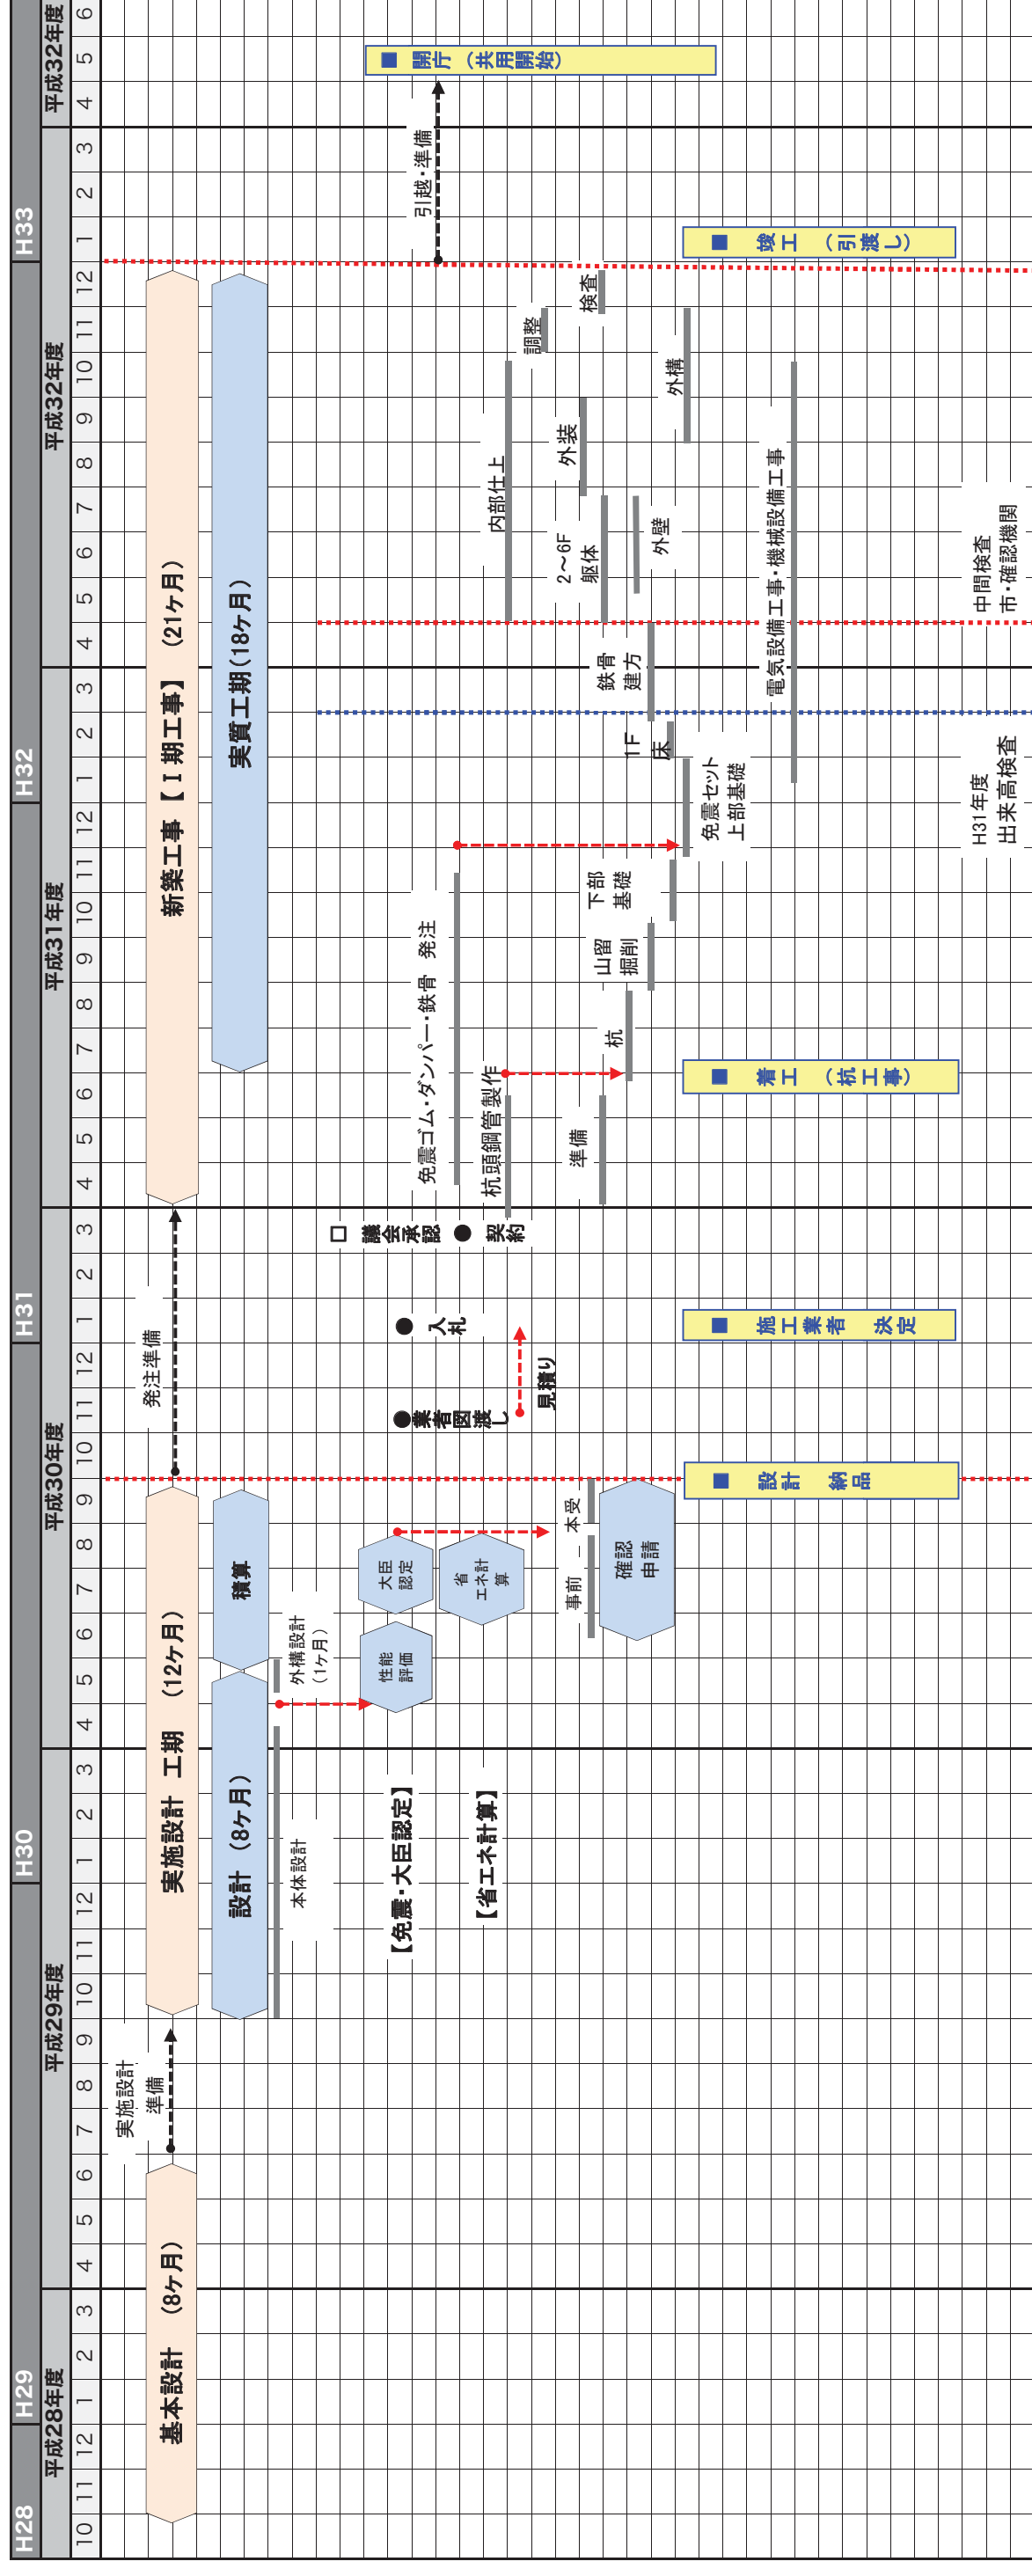 H28 H29 H30 H31 H32 H33
平成28年度 平成29年度 平成30年度 平成31年度 平成32年度 平成32年度
10 11 12 1 2 3 4 5 6 7 8 9 10 11 12 1 2 3 4 5 6 7 8 9 10 11 12 1 2 3 4 5 6 7 8 9 10 11 12 1 2 3 4 5 6 7 8 9 10 11 12 1 2 3 4 5 6
基本設計 (8ケ月)
実施設計
準備
実施設計 工期 (12ケ月)
発注準備
新築工事【Ⅰ期工事】 (21ケ月)
設計 (8ケ月)
積算
実質工期(18ケ月)
本体設計
外構設計
(1ケ月)
【免震・大臣認定】
性能
評価
大臣
認定
【省エネ計算】
省
エネ計
算
事前
本受
確認
申請
■ 設計 納品
●業者図渡し
見積り
● 入
札
■ 施工業者 決定
□ 議会承認 ● 契約
免震ゴム・ダンパー・鉄骨 発注
杭頭鋼管製作
準備
■ 着工 (杭工事)
杭
山留
掘削
下部
基礎
免震セット
上部基礎
1F
床
鉄骨
建方
2～6F
躯体
外壁
内部仕上
外装
調整
検査
外構
電気設備工事・機械設備工事
H31年度
出来高検査
中間検査
市・確認機関
■ 竣工 (引渡し)
引越・準備
■ 開庁 (共用開始)